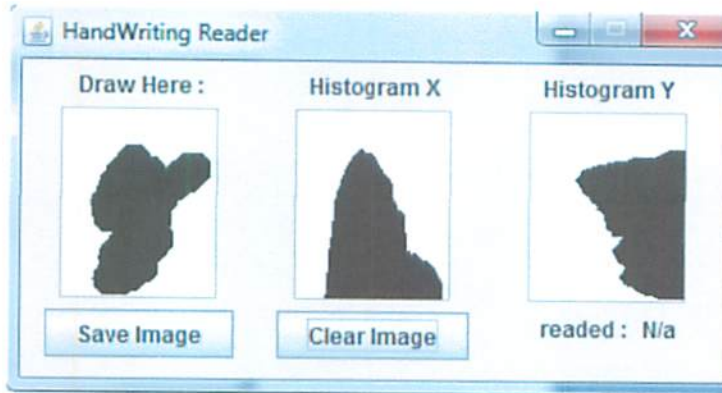 HandWriting Reader
Draw Here :
Histogram X
Histogram Y
Save Image
Clear Image
readed : N/a